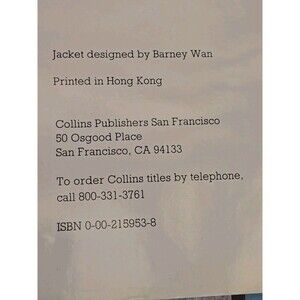 Jacket designed by Barney Wan
Printed in Hong Kong
Collins Publishers San Francisco
50 Osgood Place
San Francisco, CA 94133
To order Collins titles by telephone,
call 800-331-3761
ISBN 0-00-215953-8